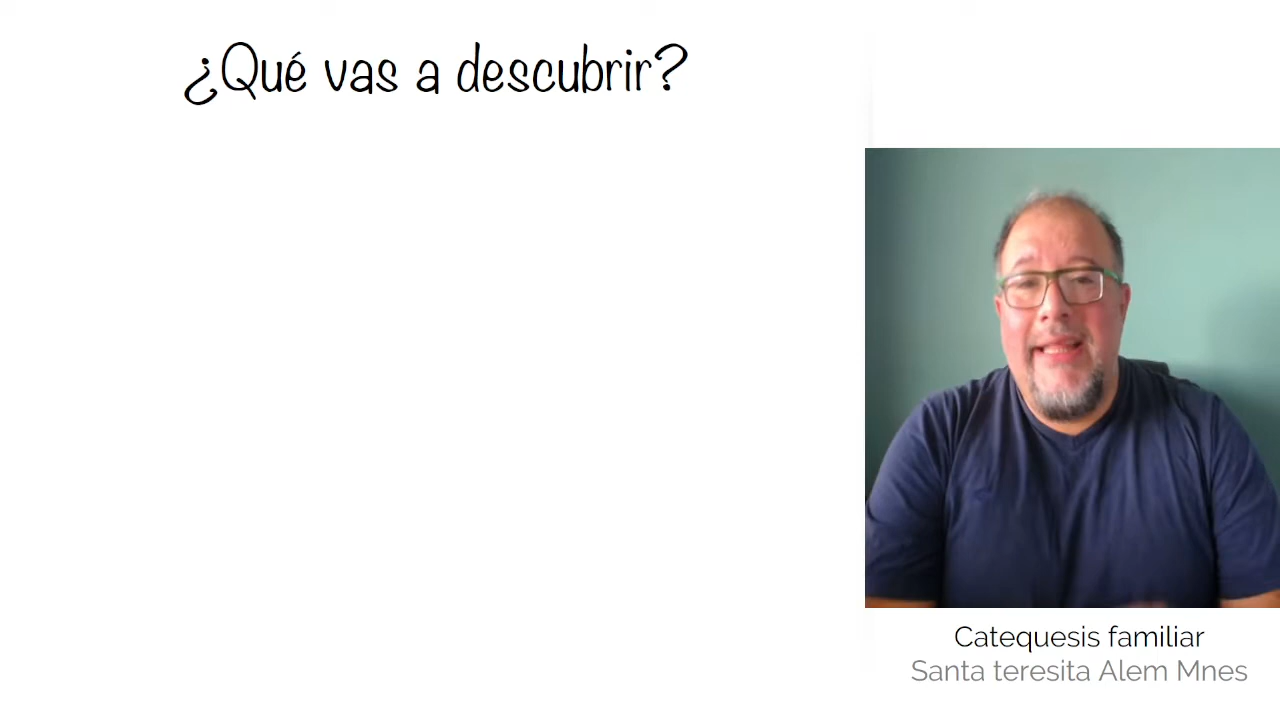 ¿Qué vas a descubrir?
Catequesis familiar
Santa teresita Alem Mnes